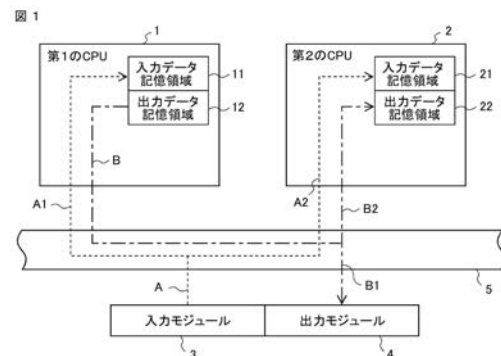 図 1
1
第1のCPU
入力データ
記憶領域
11
出力データ
記憶領域
12
B
A1
2
第2のCPU
入力データ
記憶領域
21
出力データ
記憶領域
22
A2
B2
A
B1
5
入力モジュール
出力モジュール
3
4